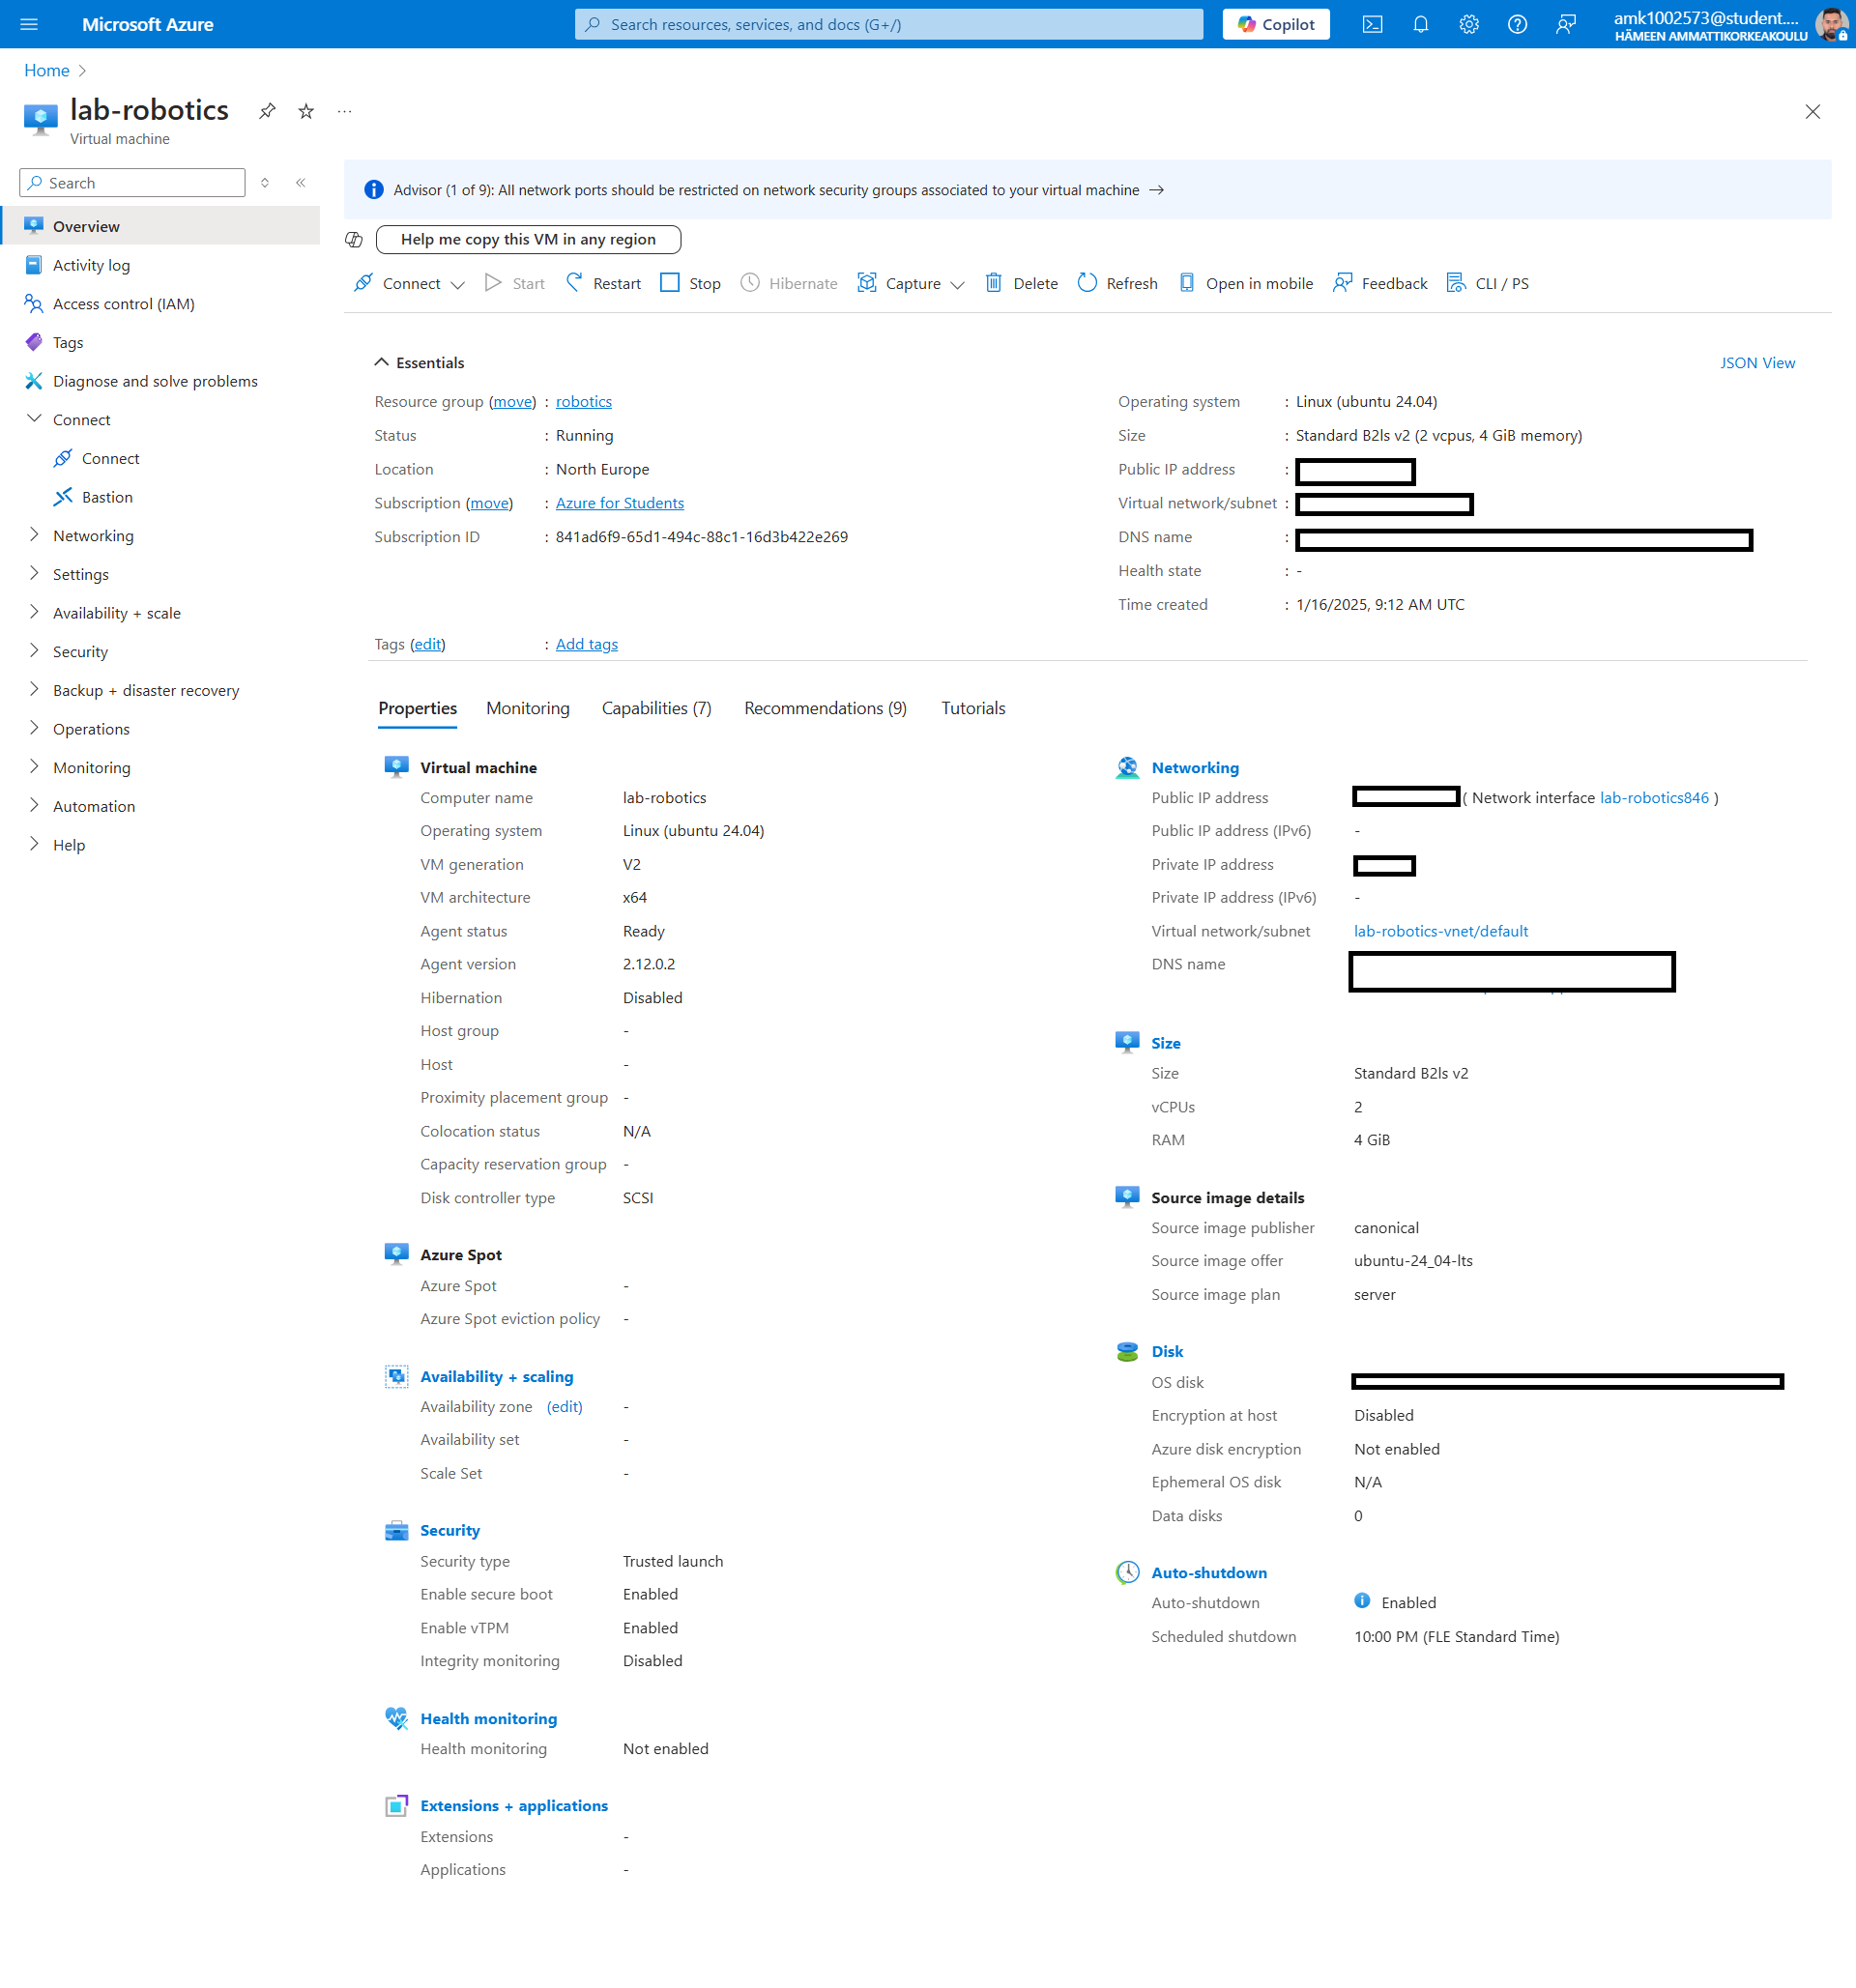 Microsoft Azure
Search resources, services, and docs (G+/)
Copilot
amk1002573@student....
HÄMEEN AMMATTIKORKEAKOULU
Home
lab-robotics
Virtual machine
Search
Overview
Activity log
Access control (IAM)
Tags
Diagnose and solve problems
Connect
Connect
Bastion
Networking
Settings
Availability + scale
Security
Backup + disaster recovery
Operations
Monitoring
Automation
Help
Advisor (1 of 9): All network ports should be restricted on network security groups associated to your virtual machine →
Help me copy this VM in any region
Connect Start Restart Stop Hibernate Capture Delete Refresh Open in mobile Feedback CLI / PS
Essentials
JSON View
Resource group (move) : robotics
Status : Running
Location : North Europe
Subscription (move) : Azure for Students
Subscription ID : 841ad6f9-65d1-494c-88c1-16d3b422e269
Operating system : Linux (ubuntu 24.04)
Size : Standard B2ls v2 (2 vcpus, 4 GiB memory)
Public IP address :
Virtual network/subnet :
DNS name :
Health state : -
Time created : 1/16/2025, 9:12 AM UTC
Tags (edit) : Add tags
Properties Monitoring Capabilities (7) Recommendations (9) Tutorials
Virtual machine
Computer name lab-robotics
Operating system Linux (ubuntu 24.04)
VM generation V2
VM architecture x64
Agent status Ready
Agent version 2.12.0.2
Hibernation Disabled
Host group -
Host -
Proximity placement group -
Colocation status N/A
Capacity reservation group -
Disk controller type SCSI
Azure Spot
Azure Spot -
Azure Spot eviction policy -
Availability + scaling
Availability zone (edit) -
Availability set -
Scale Set -
Security
Security type Trusted launch
Enable secure boot Enabled
Enable vTPM Enabled
Integrity monitoring Disabled
Health monitoring
Health monitoring Not enabled
Extensions + applications
Extensions -
Applications -
Networking
Public IP address ( Network interface lab-robotics846 )
Public IP address (IPv6) -
Private IP address
Private IP address (IPv6) -
Virtual network/subnet lab-robotics-vnet/default
DNS name
Size
Size Standard B2ls v2
vCPUs 2
RAM 4 GiB
Source image details
Source image publisher canonical
Source image offer ubuntu-24_04-lts
Source image plan server
Disk
OS disk
Encryption at host Disabled
Azure disk encryption Not enabled
Ephemeral OS disk N/A
Data disks 0
Auto-shutdown
Auto-shutdown Enabled
Scheduled shutdown 10:00 PM (FLE Standard Time)